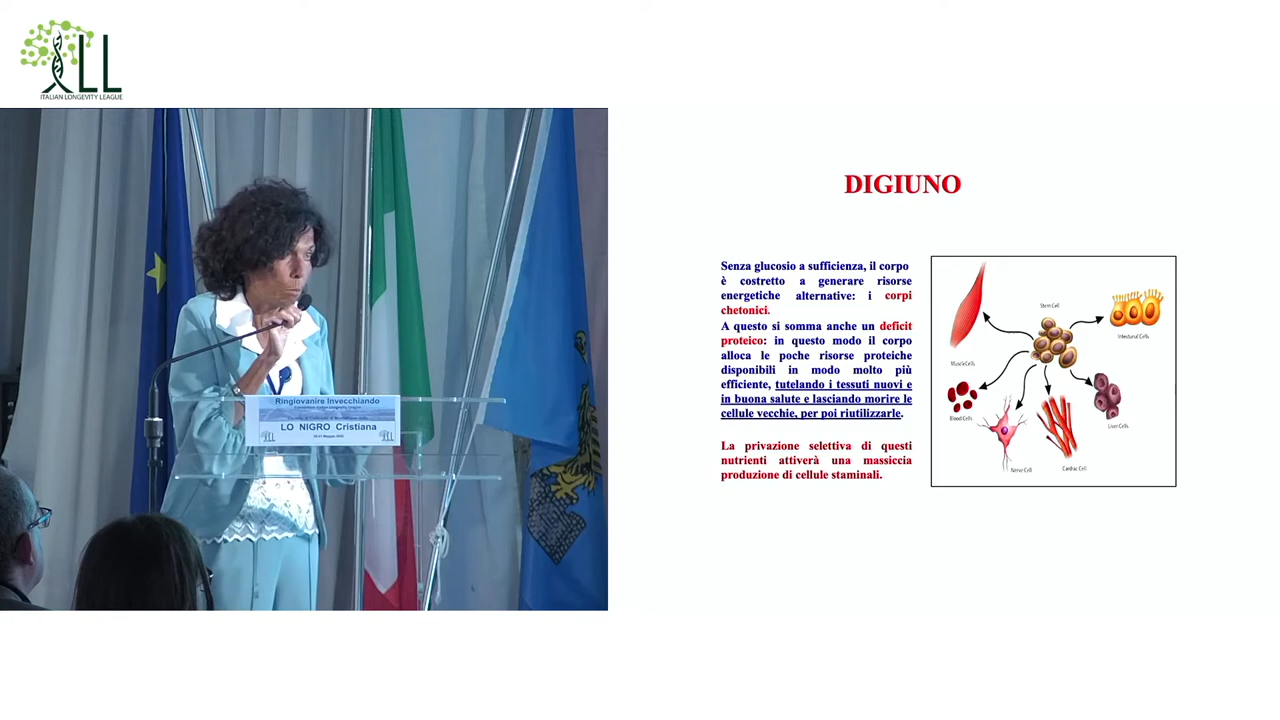 LL
ITALIAN LONGEVITY LEAGUE
Ringiovanire Invecchiando
LO NIGRO Cristiana
DIGIUNO
Senza glucosio a sufficienza, il corpo
è costretto a generare risorse
energetiche alternative: i corpi
chetonici.
A questo si somma anche un deficit
proteico: in questo modo il corpo
alloca le poche risorse proteiche
disponibili in modo molto più
efficiente, tutelando i tessuti nuovi e
in buona salute e lasciando morire le
cellule vecchie, per poi riutilizzarle.
La privazione selettiva di questi
nutrienti attiverà una massiccia
produzione di cellule staminali.
Stem Cell
Intestinal Cells
Muscle Cells
Blood Cells
Liver Cells
Nerve Cell
Cardiac Cell